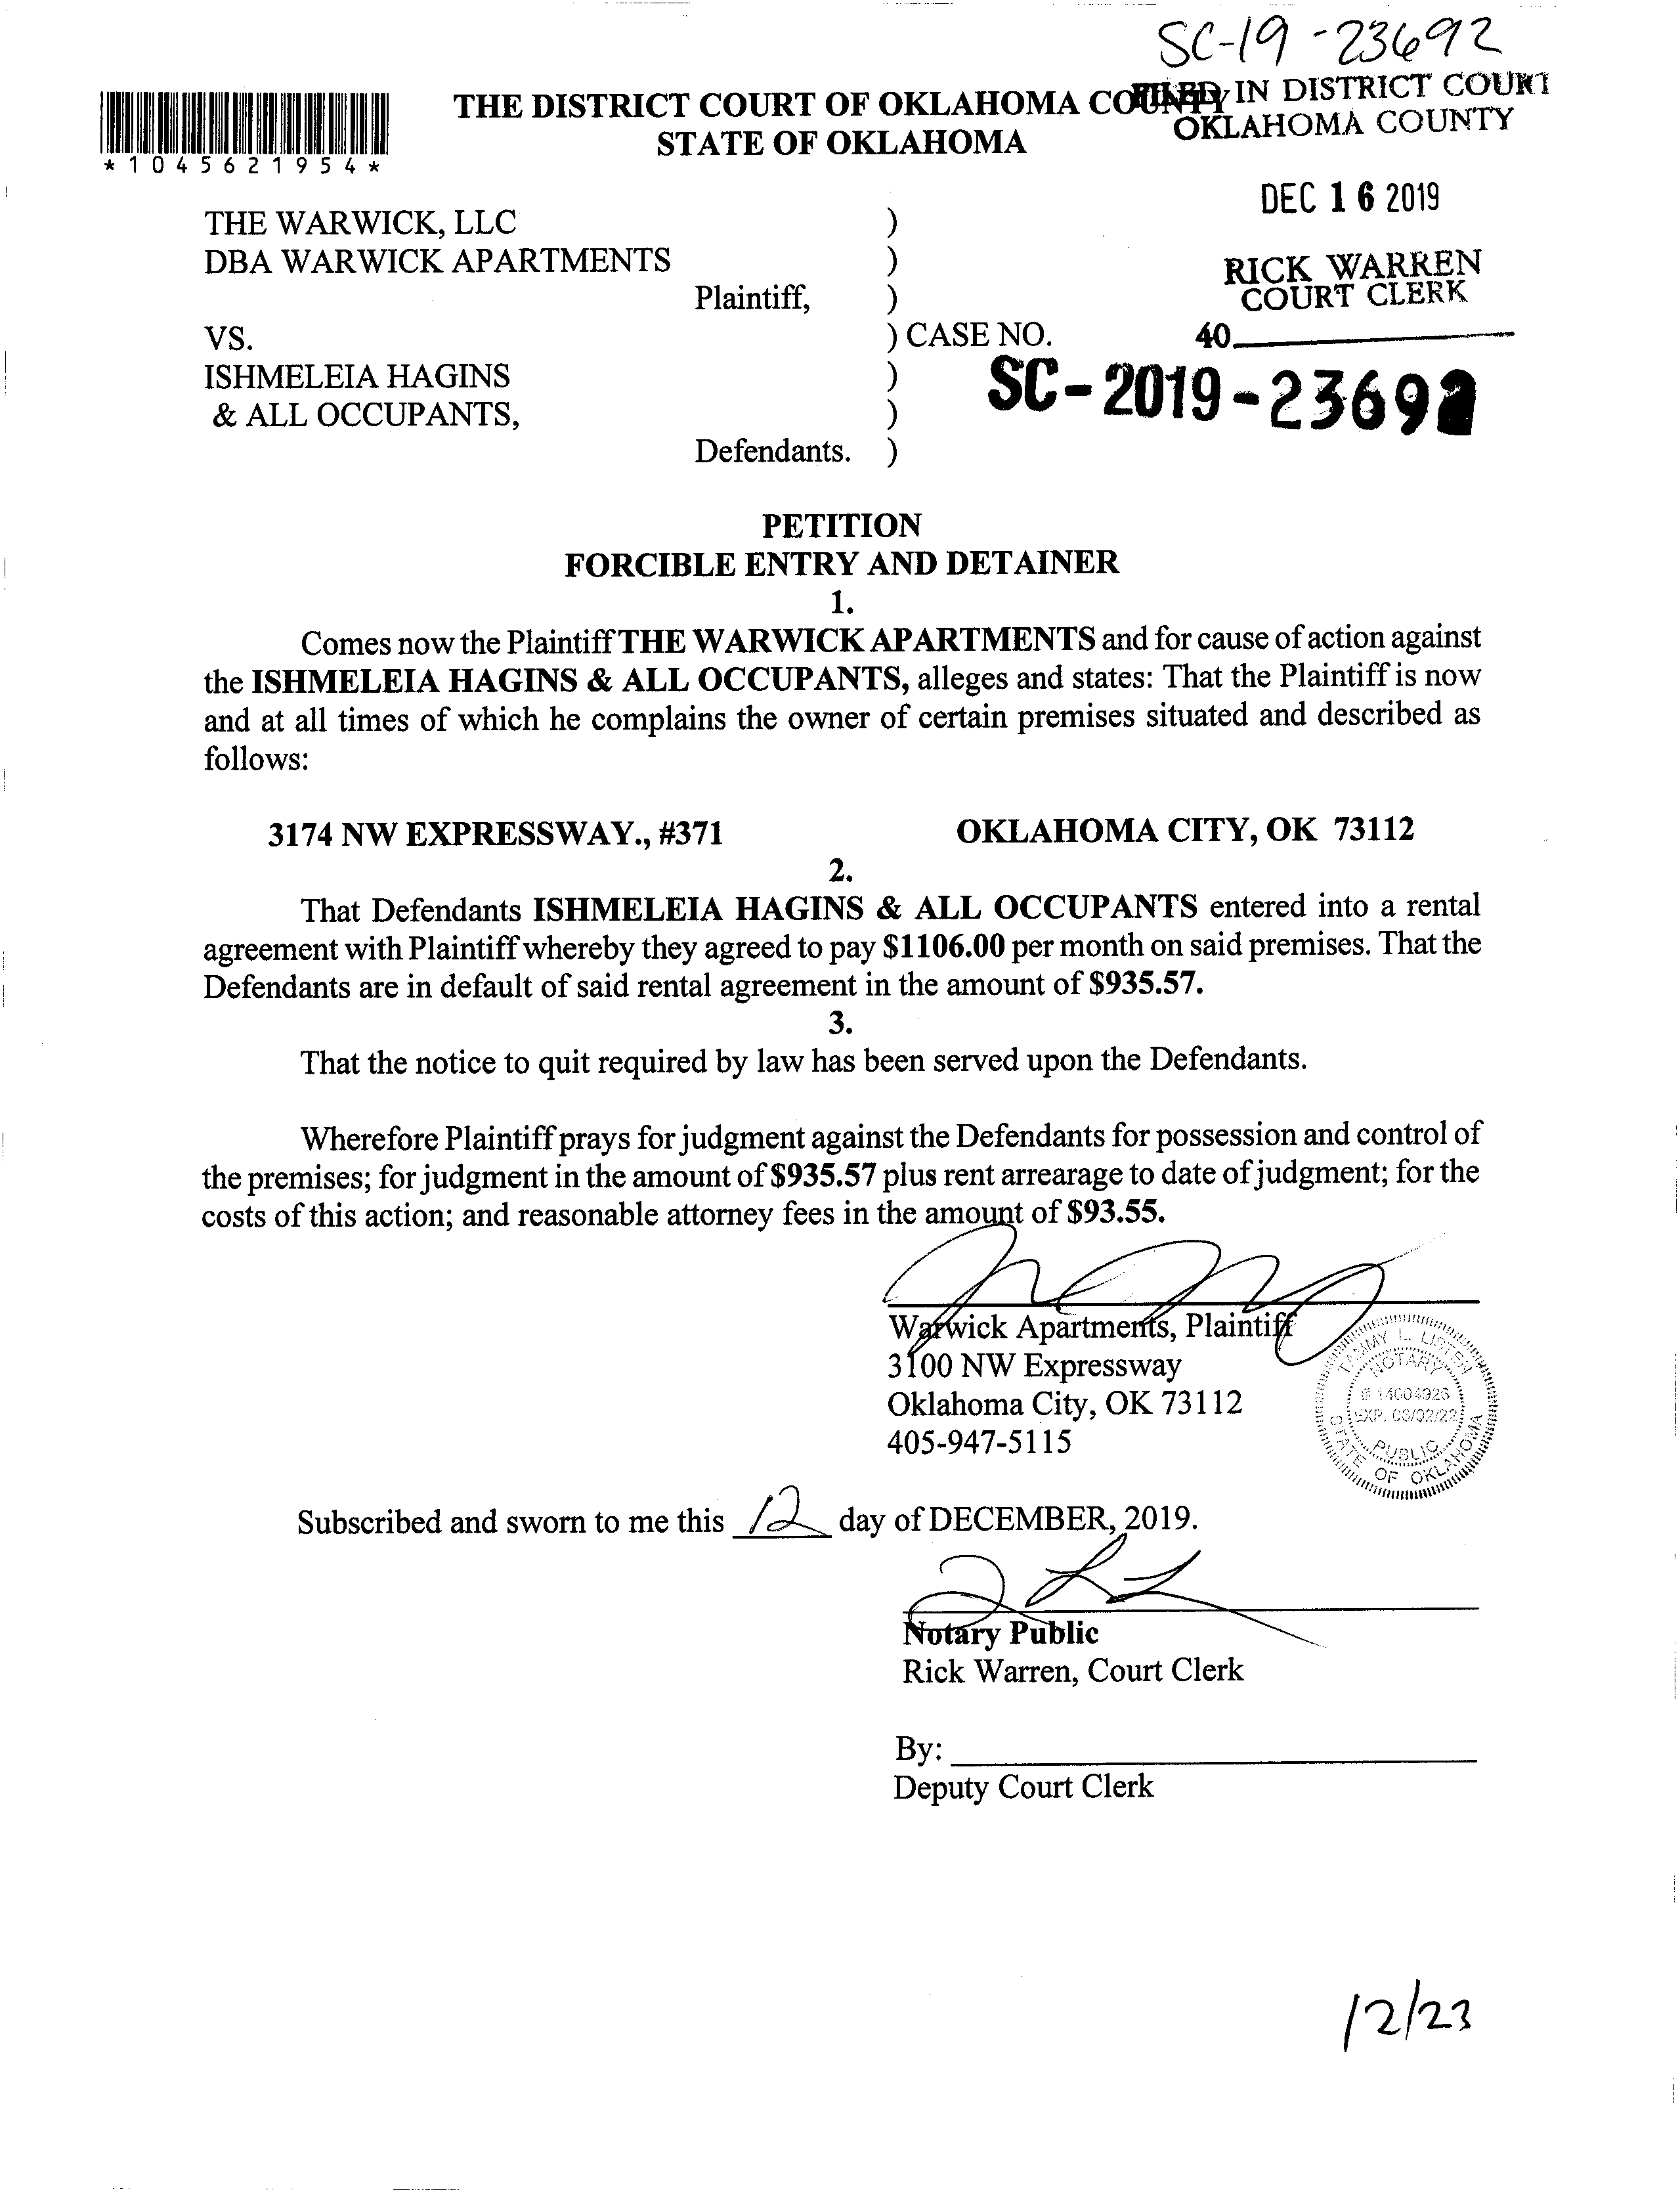 SC-19-23692
THE DISTRICT COURT OF OKLAHOMA COUNTY
STATE OF OKLAHOMA
FILED IN DISTRICT COURT
OKLAHOMA COUNTY
*1045621954*
DEC 16 2019
RICK WARREN
COURT CLERK
40
THE WARWICK, LLC )
DBA WARWICK APARTMENTS )
Plaintiff, )
VS. ) CASE NO.
ISHMELEIA HAGINS )
& ALL OCCUPANTS, )
Defendants. )
SC-2019-23692
PETITION
FORCIBLE ENTRY AND DETAINER
1.
Comes now the Plaintiff THE WARWICK APARTMENTS and for cause of action against
the ISHMELEIA HAGINS & ALL OCCUPANTS, alleges and states: That the Plaintiff is now
and at all times of which he complains the owner of certain premises situated and described as
follows:
3174 NW EXPRESSWAY., #371 OKLAHOMA CITY, OK 73112
2.
That Defendants ISHMELEIA HAGINS & ALL OCCUPANTS entered into a rental
agreement with Plaintiff whereby they agreed to pay $1106.00 per month on said premises. That the
Defendants are in default of said rental agreement in the amount of $935.57.
3.
That the notice to quit required by law has been served upon the Defendants.
Wherefore Plaintiff prays for judgment against the Defendants for possession and control of
the premises; for judgment in the amount of $935.57 plus rent arrearage to date of judgment; for the
costs of this action; and reasonable attorney fees in the amount of $93.55.
Warwick Apartments, Plaintiff
3100 NW Expressway
Oklahoma City, OK 73112
405-947-5115
TAMMY L.
NOTARY
# 14004926
EXP. 06/02/22
PUBLIC
STATE OF OKLAHOMA
Subscribed and sworn to me this 12 day of DECEMBER, 2019.
Notary Public
Rick Warren, Court Clerk
By:
Deputy Court Clerk
12/23